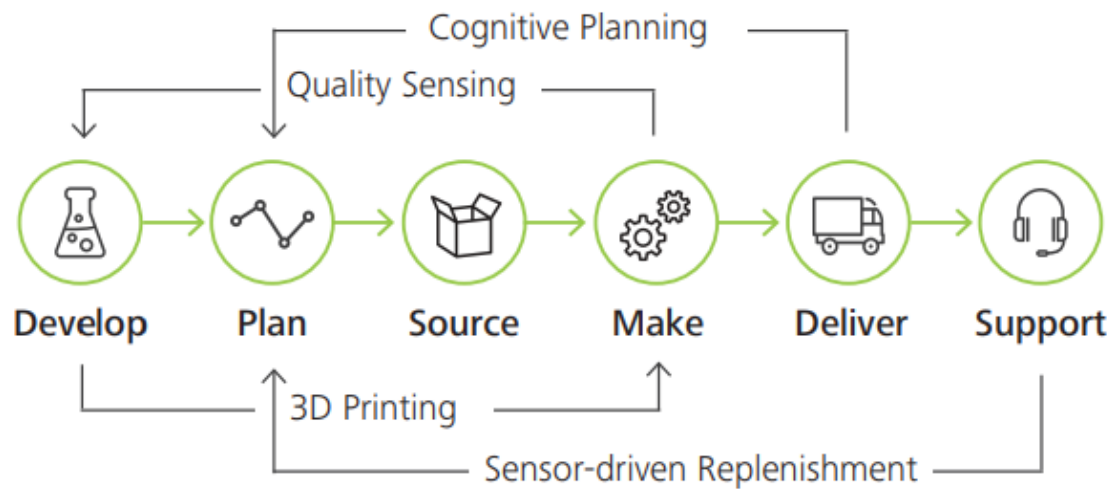 Cognitive Planning
Quality Sensing
Develop
Plan
Source
Make
Deliver
Support
3D Printing
Sensor-driven Replenishment